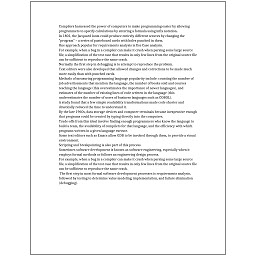 Compilers harnessed the power of computers to make programming easier by allowing
programmers to specify calculations by entering a formula using infix notation.
In 1801, the Jacquard loom could produce entirely different weaves by changing the
"program" – a series of pasteboard cards with holes punched in them.
One approach popular for requirements analysis is Use Case analysis.
For example, when a bug in a compiler can make it crash when parsing some large source
file, a simplification of the test case that results in only few lines from the original source file
can be sufficient to reproduce the same crash.
Normally the first step in debugging is to attempt to reproduce the problem.
Text editors were also developed that allowed changes and corrections to be made much
more easily than with punched cards.
Methods of measuring programming language popularity include: counting the number of
job advertisements that mention the language, the number of books sold and courses
teaching the language (this overestimates the importance of newer languages), and
estimates of the number of existing lines of code written in the language (this
underestimates the number of users of business languages such as COBOL).
A study found that a few simple readability transformations made code shorter and
drastically reduced the time to understand it.
By the late 1960s, data storage devices and computer terminals became inexpensive enough
that programs could be created by typing directly into the computers.
Trade-offs from this ideal involve finding enough programmers who know the language to
build a team, the availability of compilers for that language, and the efficiency with which
programs written in a given language execute.
Some text editors such as Emacs allow GDB to be invoked through them, to provide a visual
environment.
Scripting and breakpointing is also part of this process.
Sometimes software development is known as software engineering, especially when it
employs formal methods or follows an engineering design process.
For example, when a bug in a compiler can make it crash when parsing some large source
file, a simplification of the test case that results in only few lines from the original source file
can be sufficient to reproduce the same crash.
The first step in most formal software development processes is requirements analysis,
followed by testing to determine value modeling, implementation, and failure elimination
(debugging).